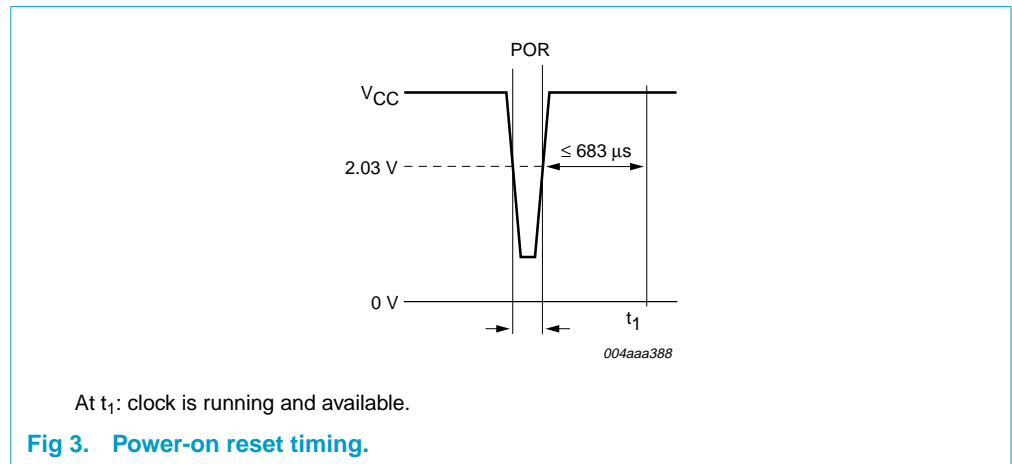 POR
VCC
≤ 683 μs
2.03 V
0 V
t1
004aaa388
At t1: clock is running and available.
Fig 3. Power-on reset timing.